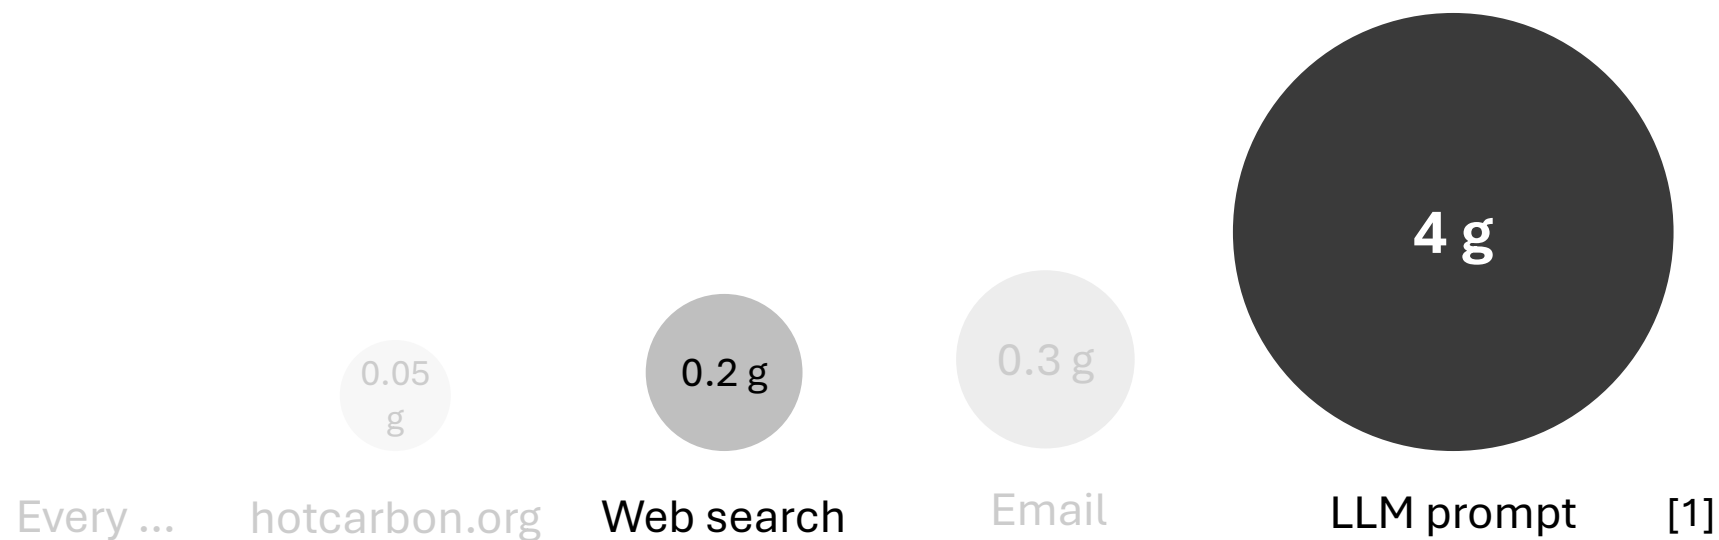 0.05
g
0.2 g
0.3 g
4 g
Every ...
hotcarbon.org
Web search
Email
LLM prompt
[1]